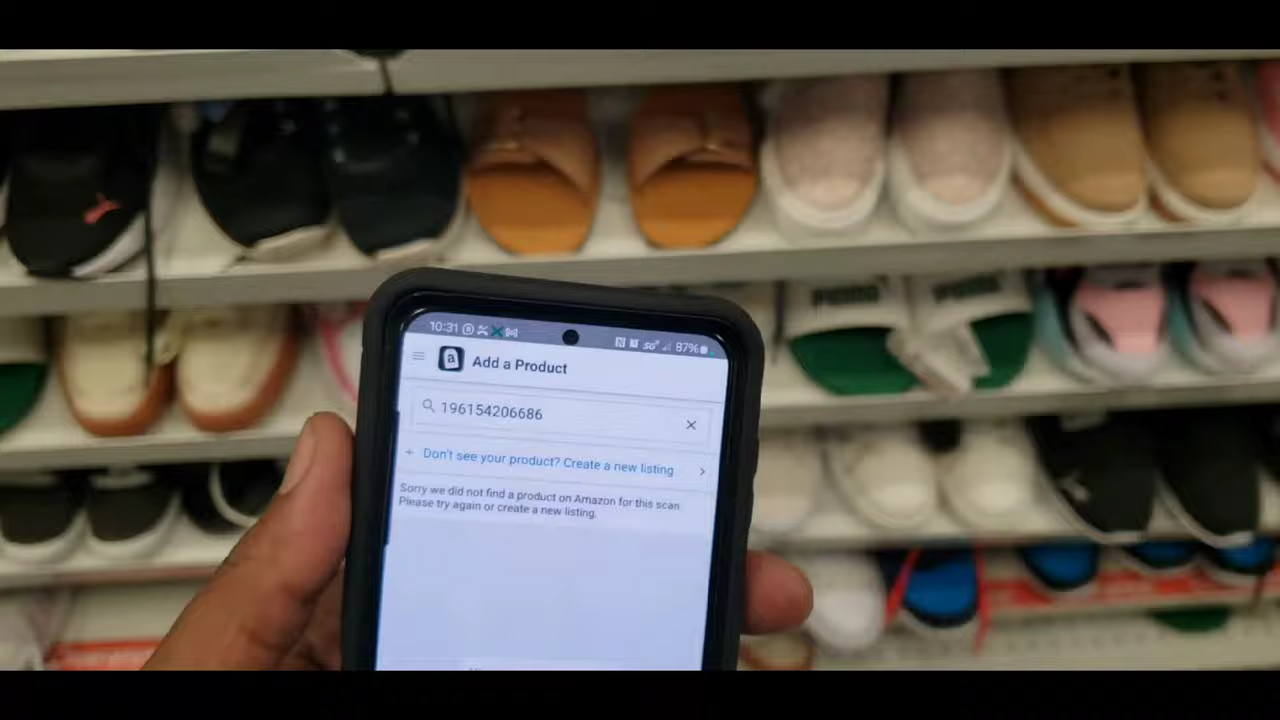 10:31
5G 87%
a Add a Product
196154206686
Don't see your product? Create a new listing
Sorry we did not find a product on Amazon for this scan.
Please try again or create a new listing.
PUMA